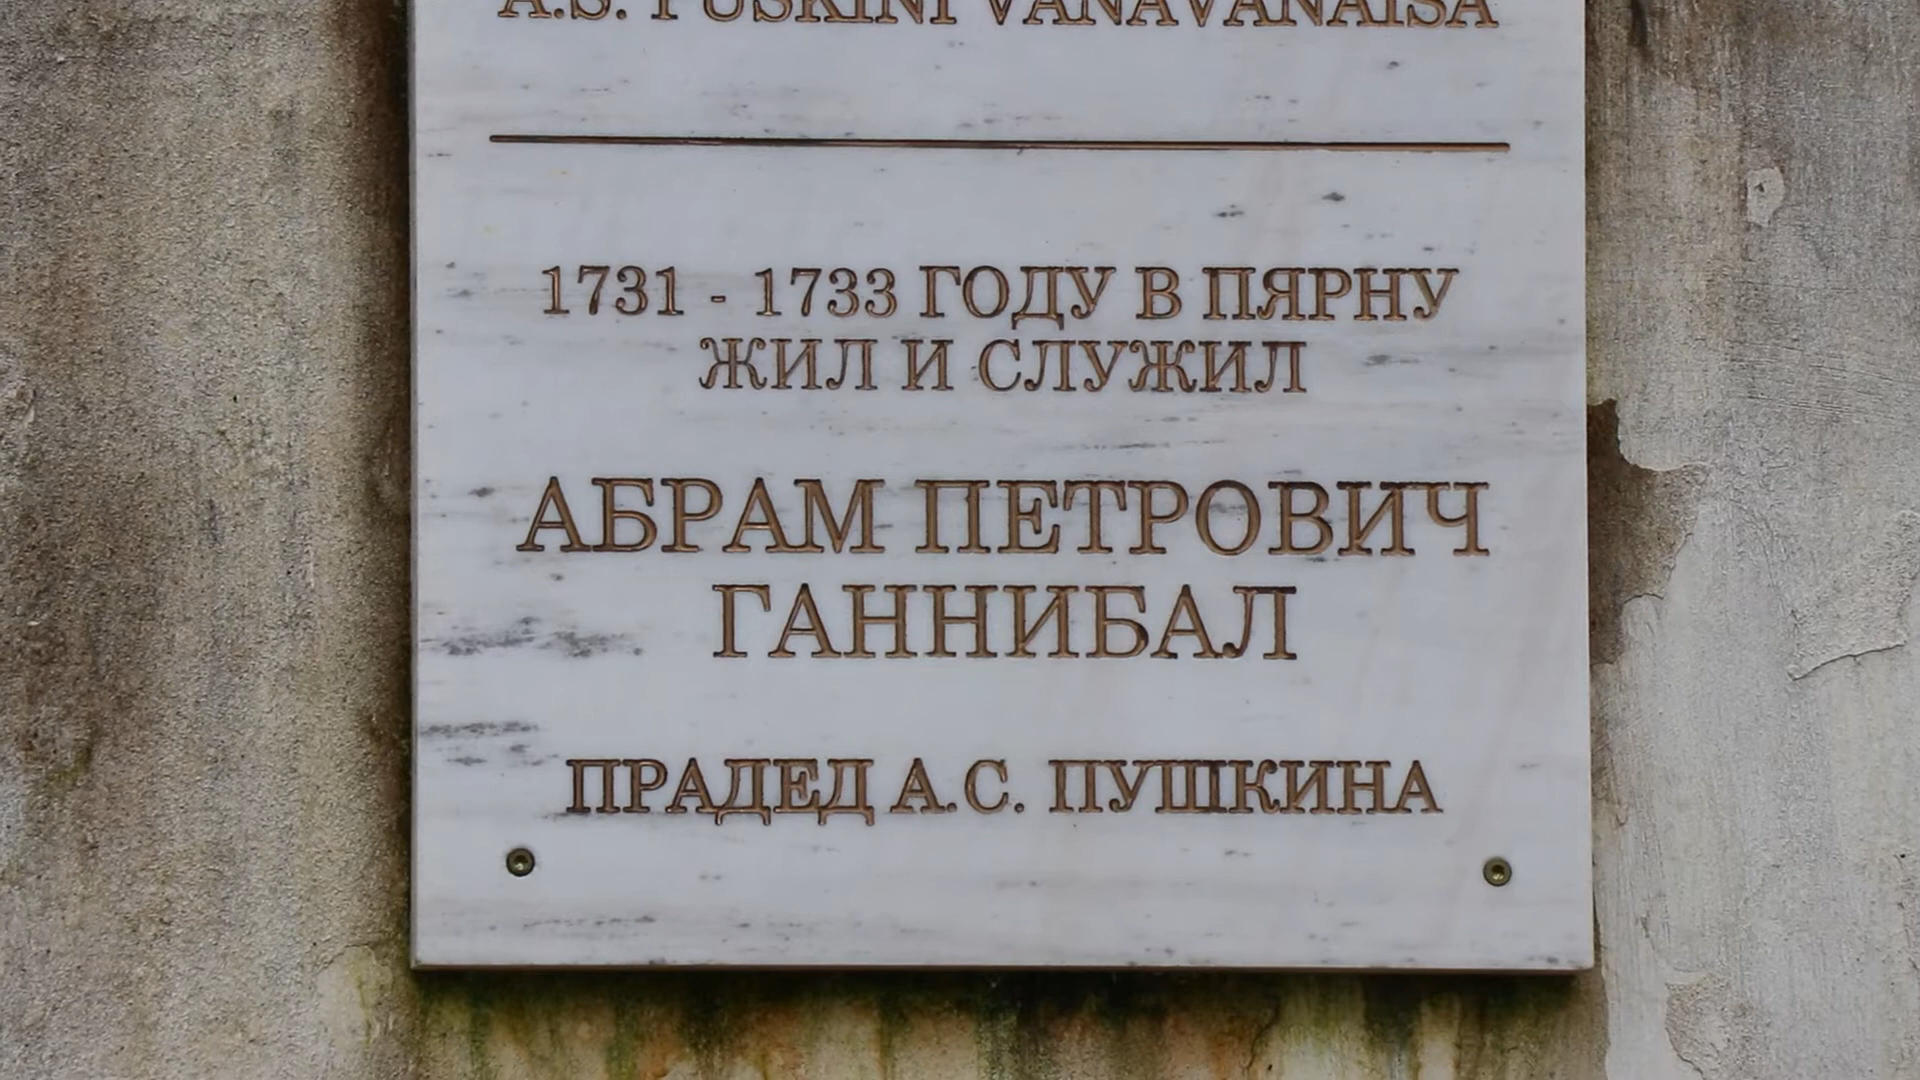 A.S. PUŠKINI VANAVANAISA
1731 - 1733 ГОДУ В ПЯРНУ
ЖИЛ И СЛУЖИЛ
АБРАМ ПЕТРОВИЧ
ГАННИБАЛ
ПРАДЕД А.С. ПУШКИНА